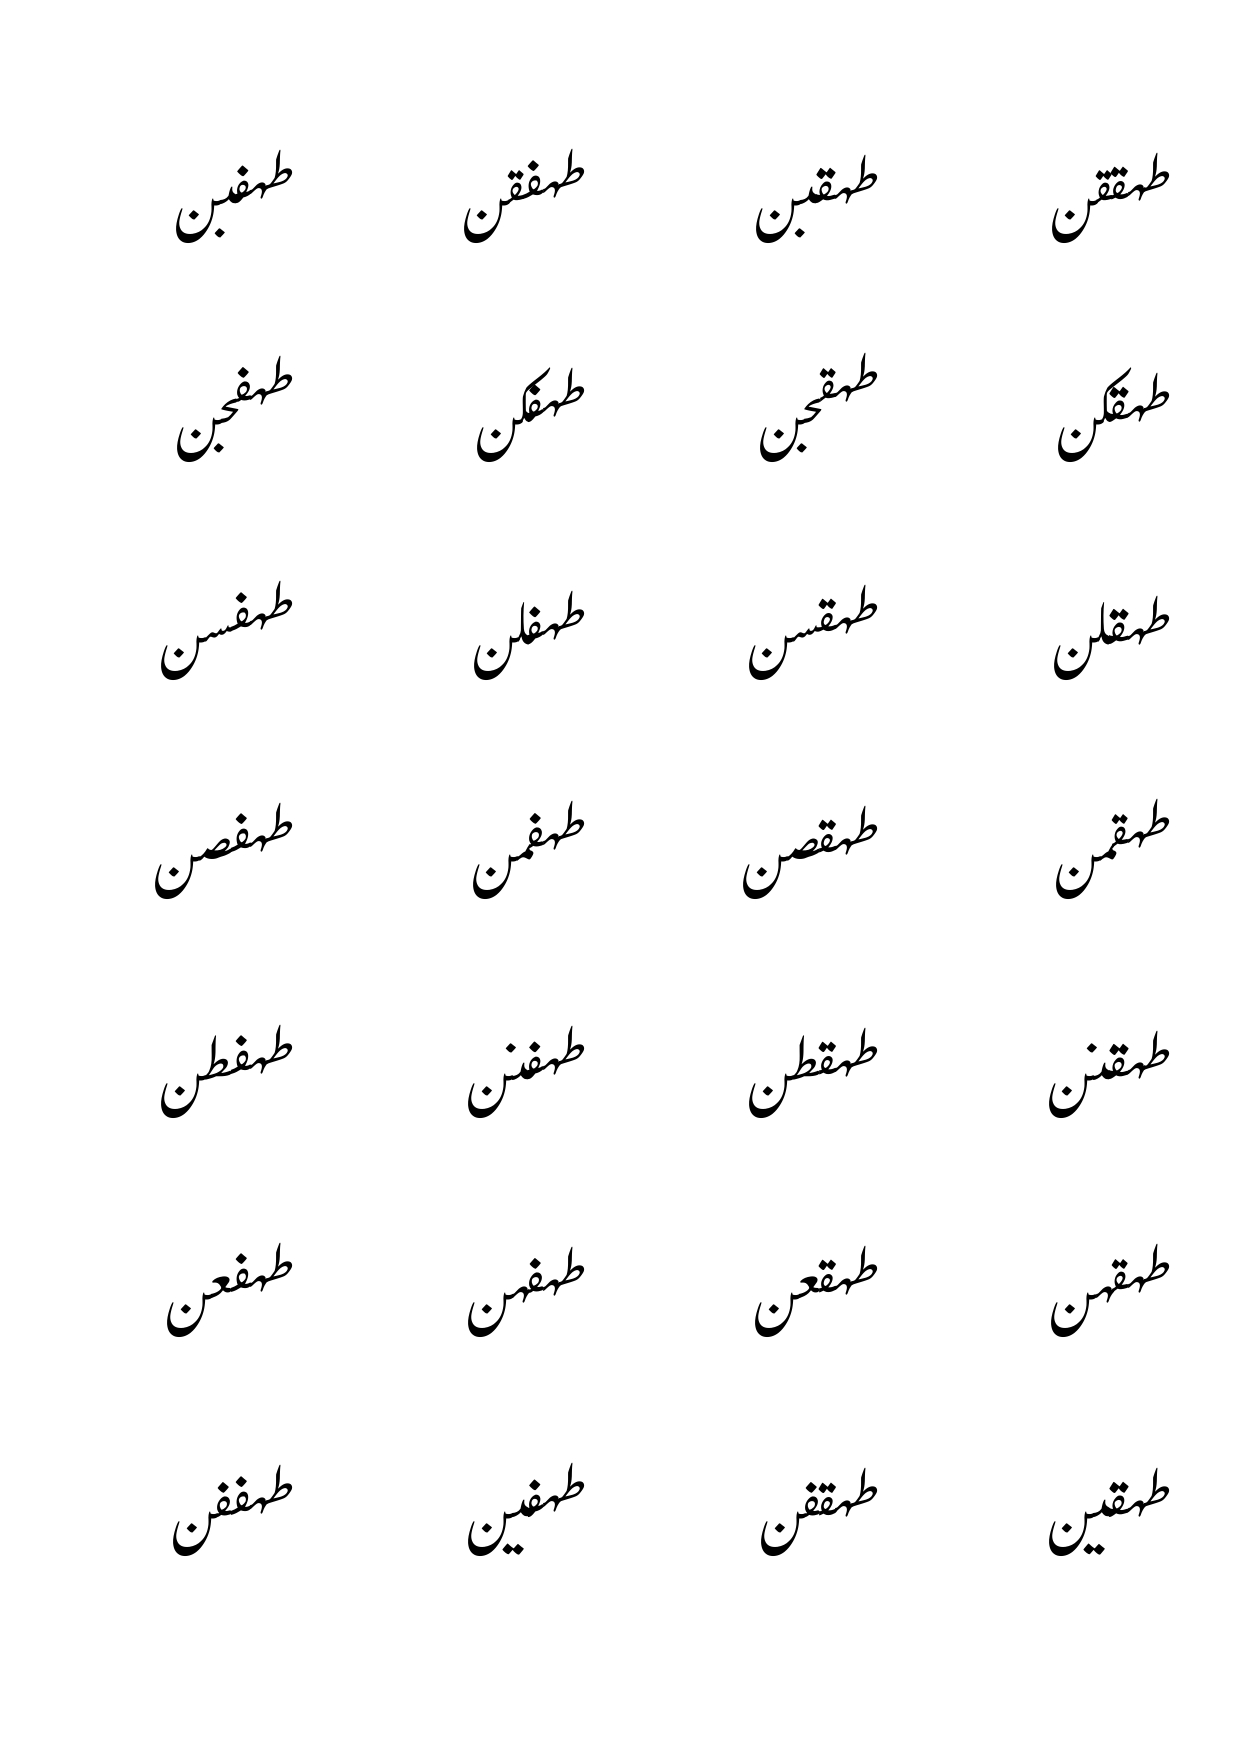 طهققن طهقبن طهفقن طهفبن
طهقكن طهقجن طهفكن طهفجن
طهقلن طهقسن طهفلن طهفسن
طهقمن طهقصن طهفمن طهفصن
طهقنن طهقطن طهفنن طهفطن
طهقهن طهقعن طهفهن طهفعن
طهقين طهقفن طهفين طهففن